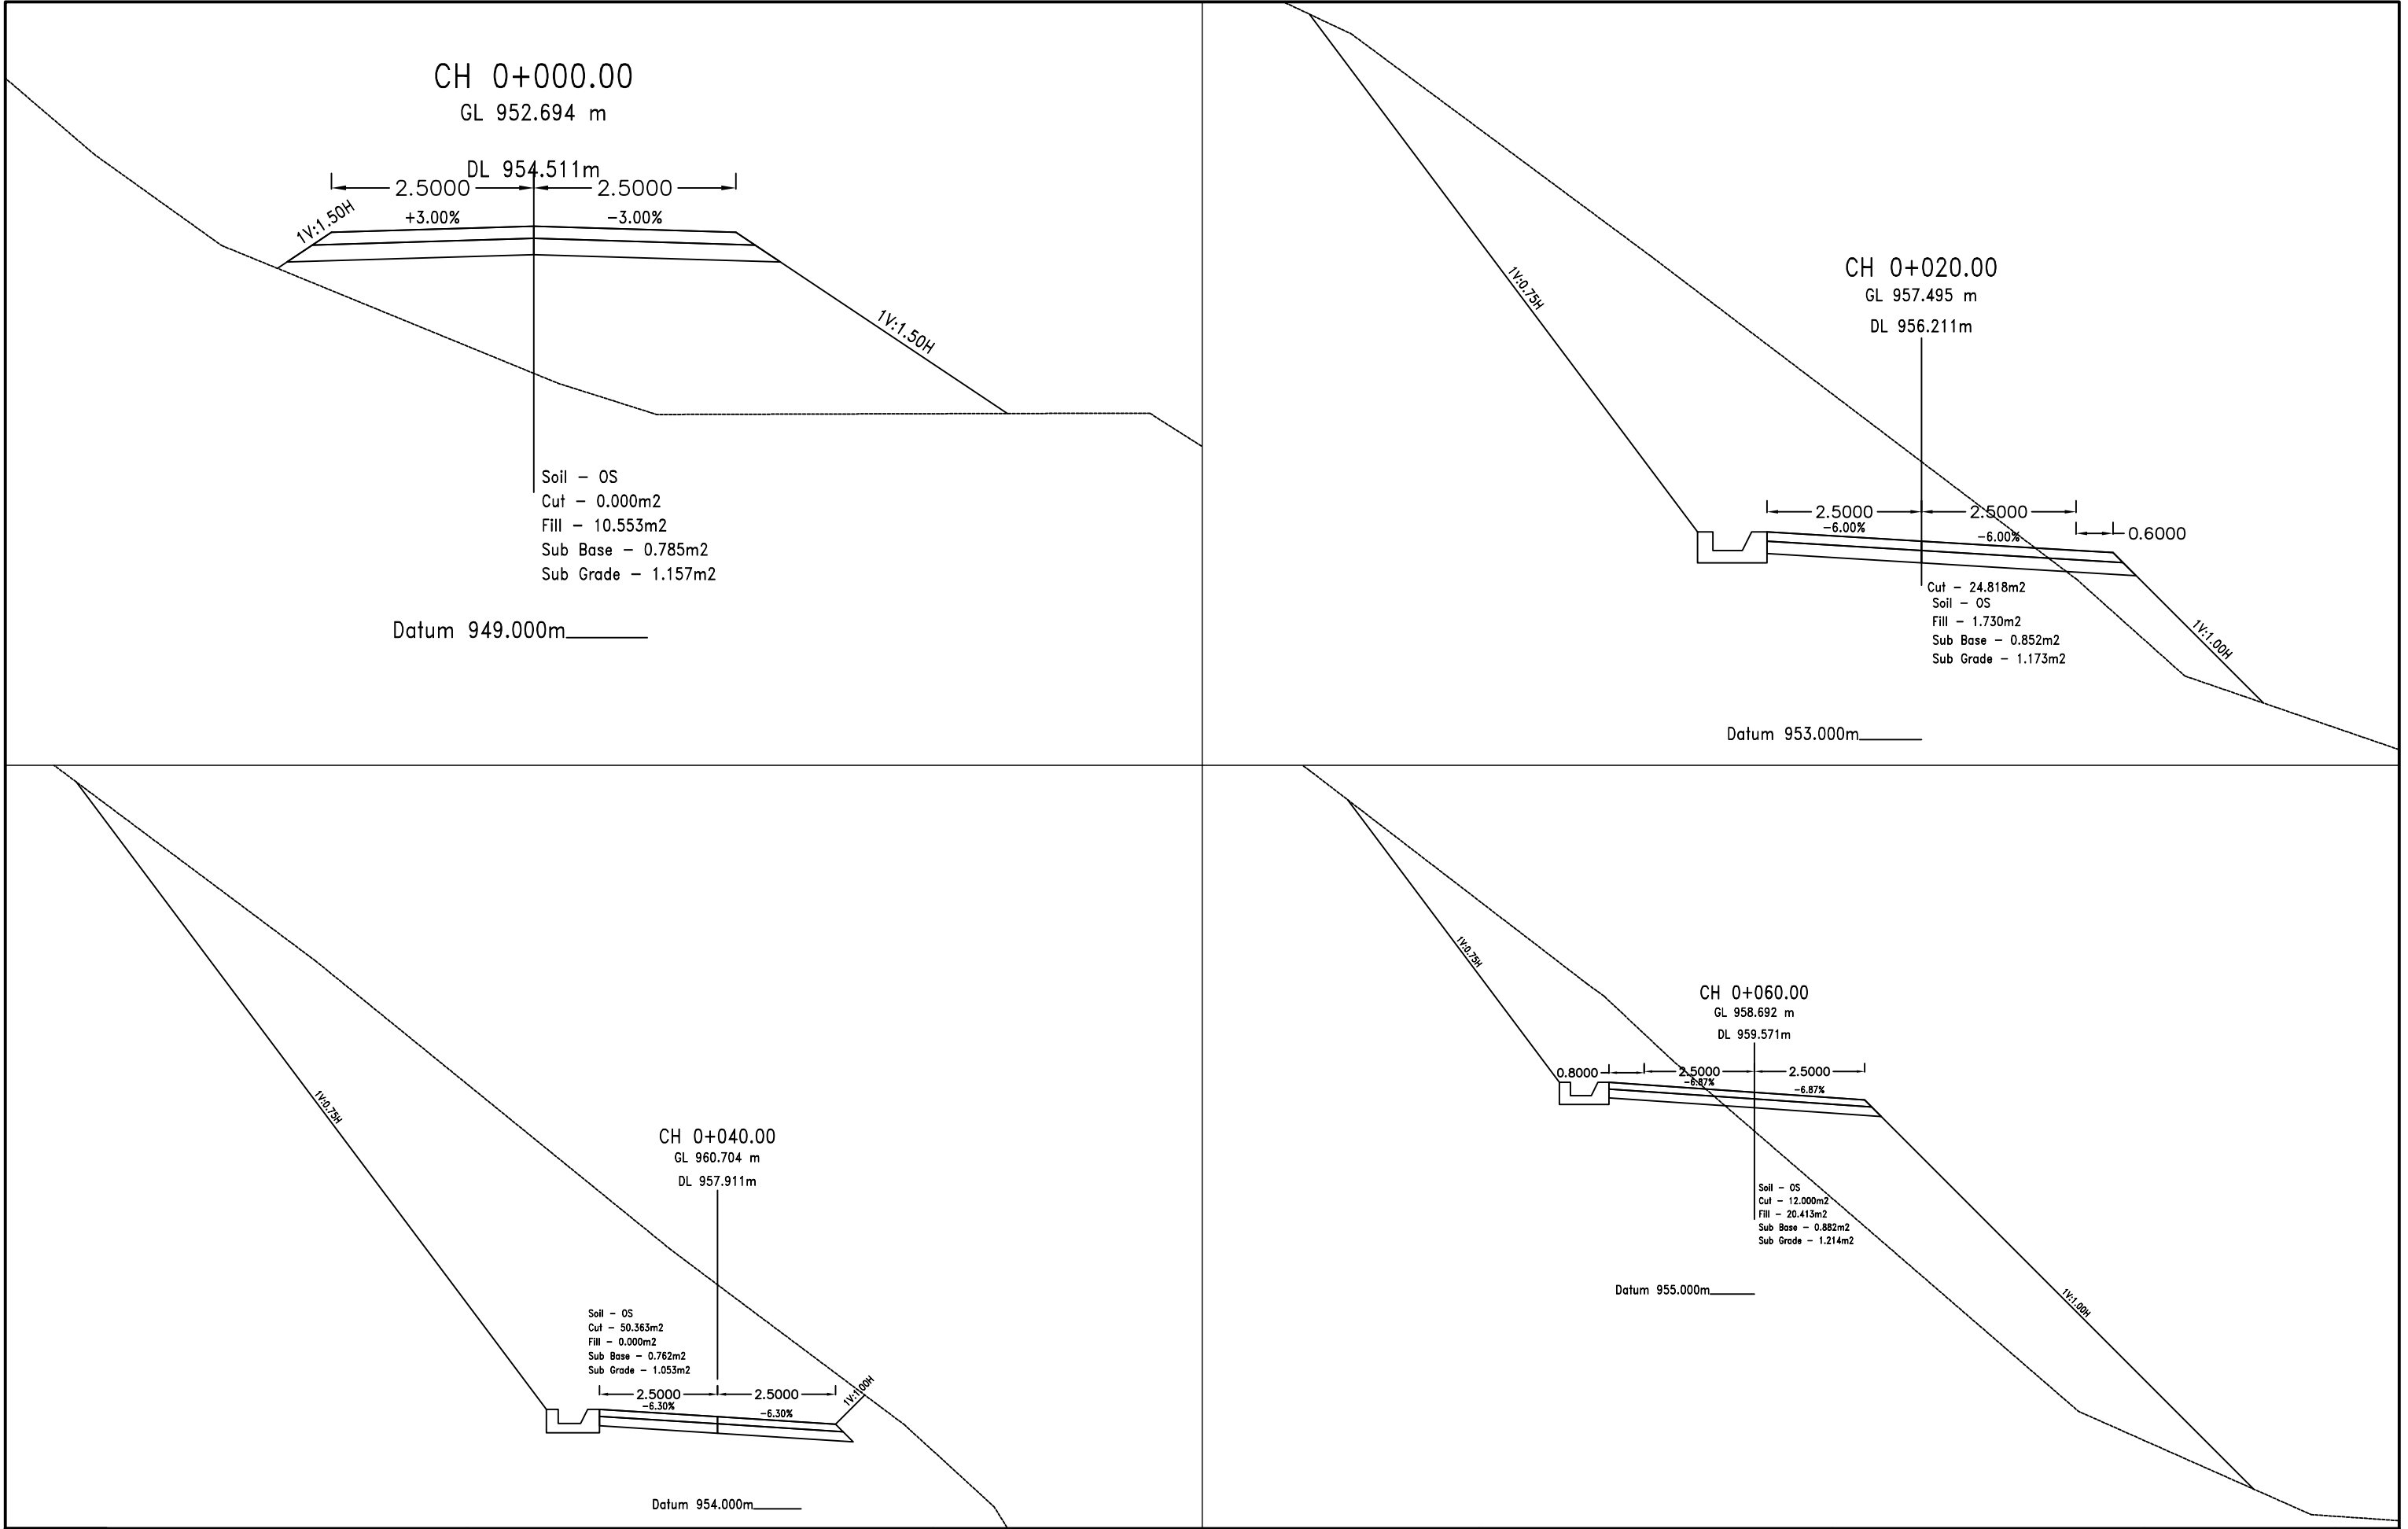 CH 0+000.00
GL 952.694 m
DL 954.511m
2.5000 2.5000
1V:1.50H
+3.00% -3.00%
1V:1.50H
Soil - OS
Cut - 0.000m2
Fill - 10.553m2
Sub Base - 0.785m2
Sub Grade - 1.157m2
Datum 949.000m
1V:0.75H
CH 0+020.00
GL 957.495 m
DL 956.211m
2.5000 2.5000
-6.00% -6.00%
0.6000
Cut - 24.818m2
Soil - OS
Fill - 1.730m2
Sub Base - 0.852m2
Sub Grade - 1.173m2
1V:1.00H
Datum 953.000m
1V:0.75H
CH 0+040.00
GL 960.704 m
DL 957.911m
Soil - OS
Cut - 50.363m2
Fill - 0.000m2
Sub Base - 0.762m2
Sub Grade - 1.053m2
2.5000 2.5000
1V:1.00H
-6.30% -6.30%
Datum 954.000m
1V:0.75H
CH 0+060.00
GL 958.692 m
DL 959.571m
0.8000 2.5000 2.5000
-6.87% -6.87%
Soil - OS
Cut - 12.000m2
Fill - 20.413m2
Sub Base - 0.882m2
Sub Grade - 1.214m2
Datum 955.000m
1V:1.00H